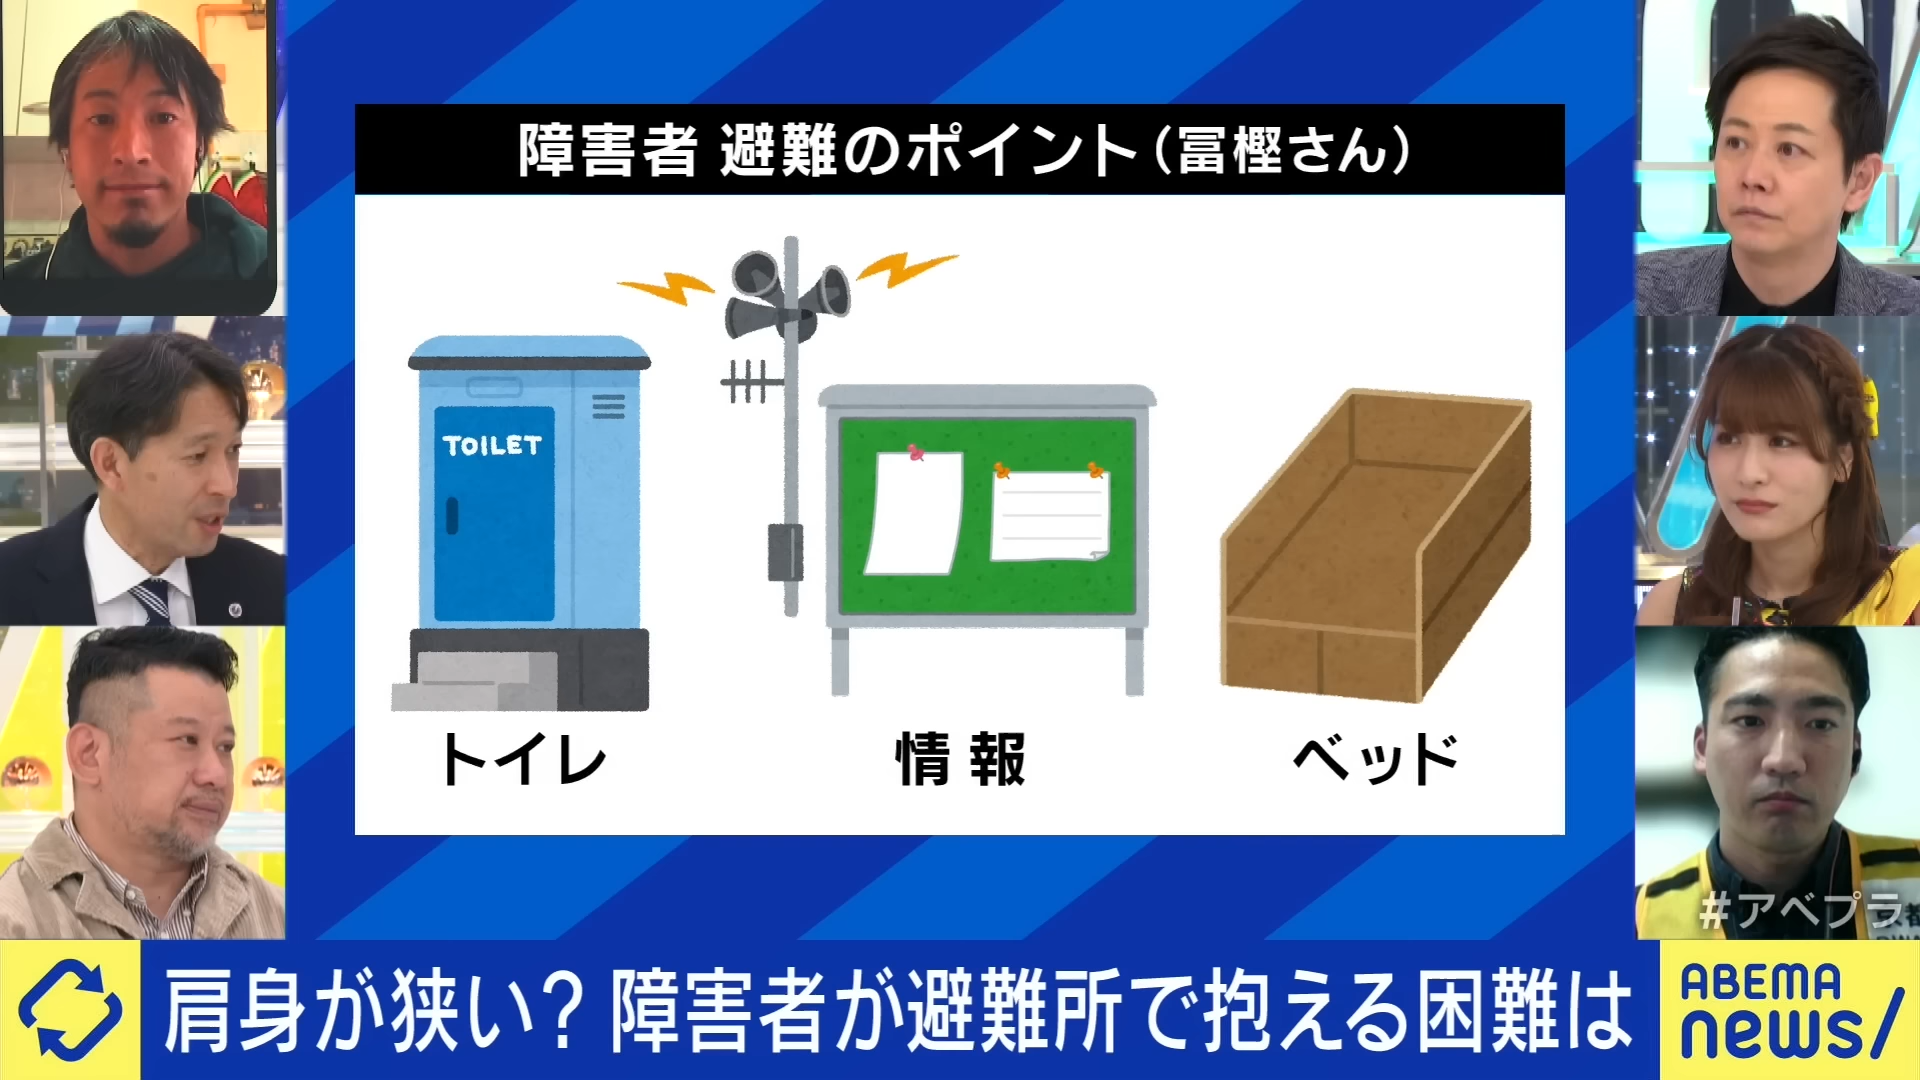 障害者 避難のポイント（冨樫さん）
TOILET
トイレ
情報
ベッド
#アベプラ
肩身が狭い？ 障害者が避難所で抱える困難は
ABEMA
news/